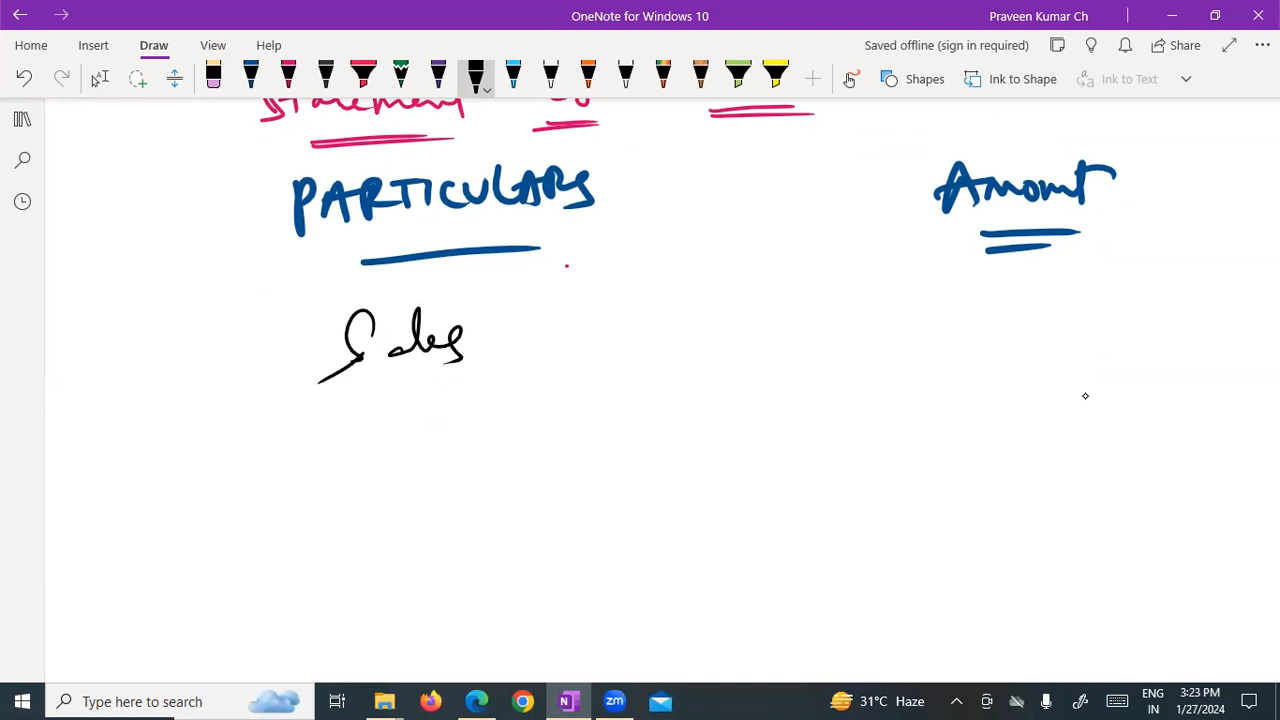 OneNote for Windows 10
Praveen Kumar Ch
Home Insert Draw View Help
Saved offline (sign in required) Share
Shapes Ink to Shape Ink to Text
Statement
PARTICULARS Amount
Sales
Type here to search
31°C Haze
ENG
IN
3:23 PM
1/27/2024